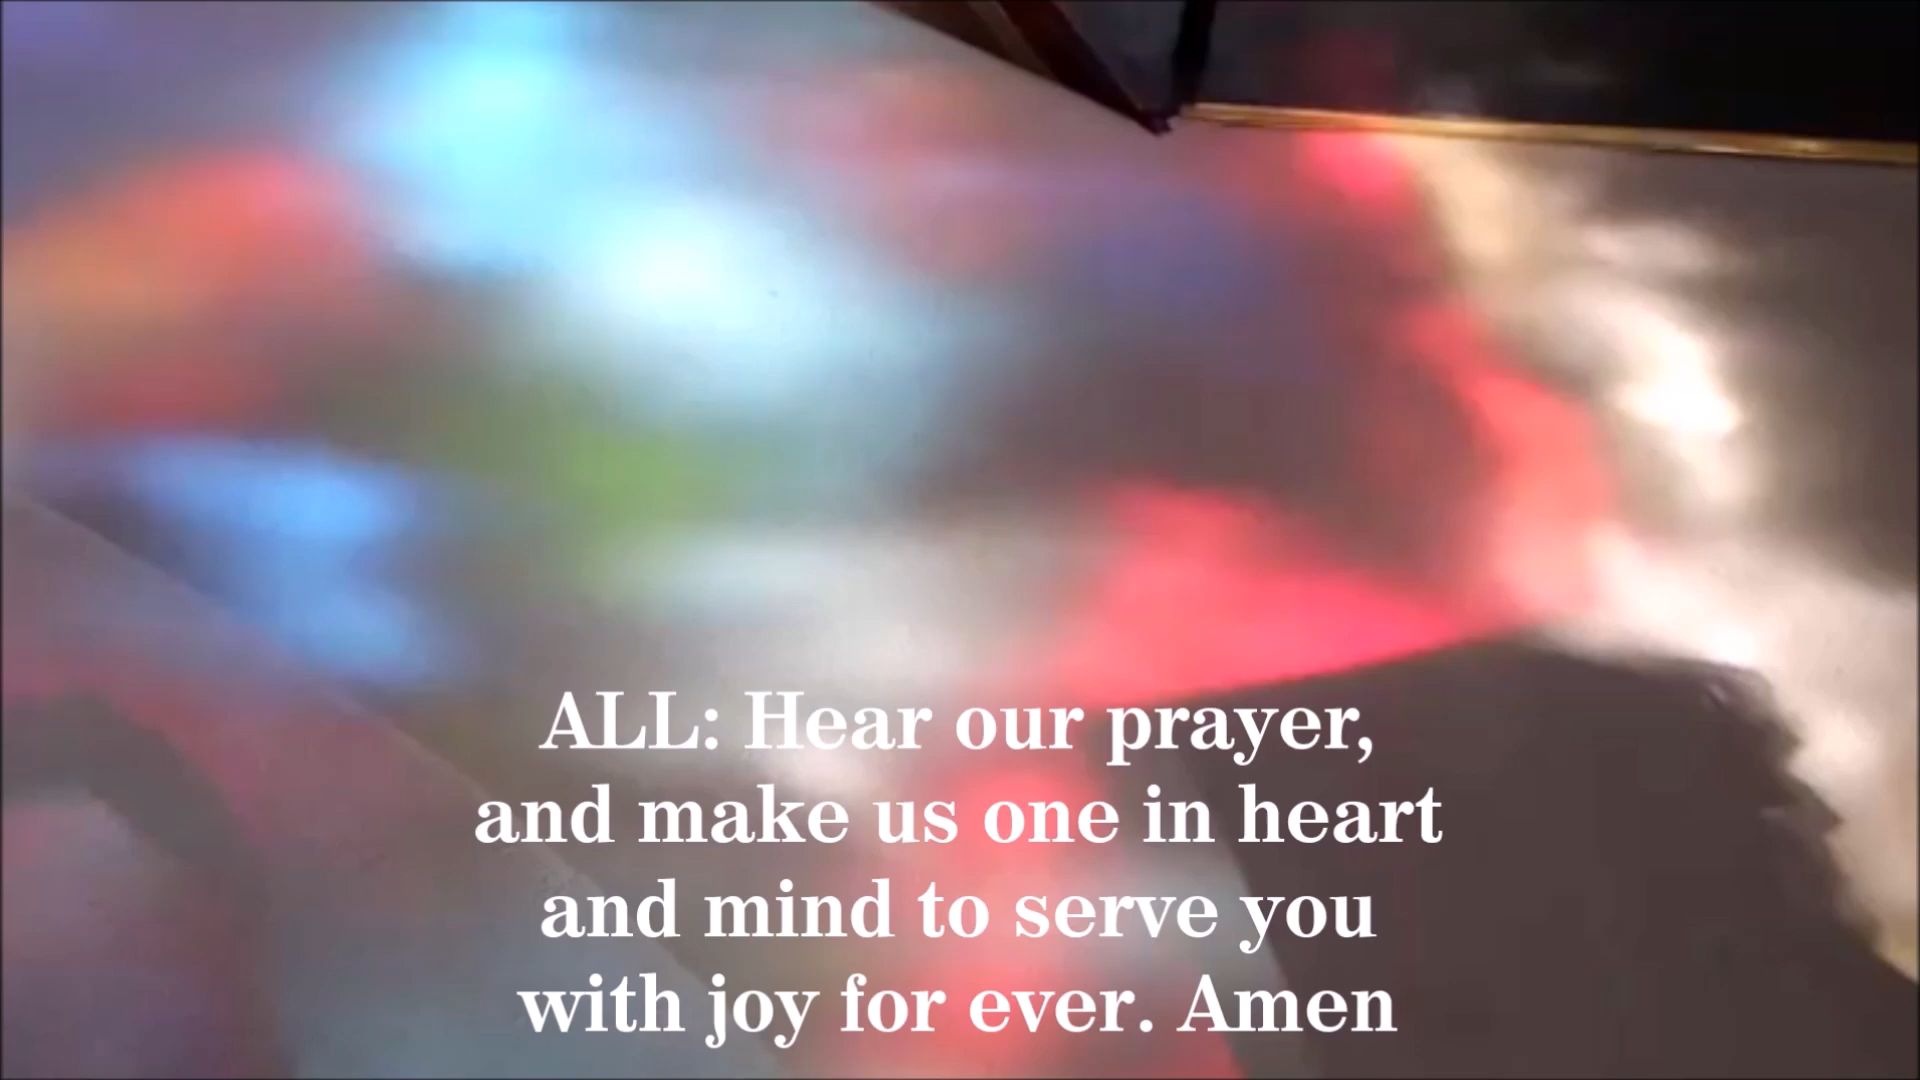 ALL: Hear our prayer,
and make us one in heart
and mind to serve you
with joy for ever. Amen